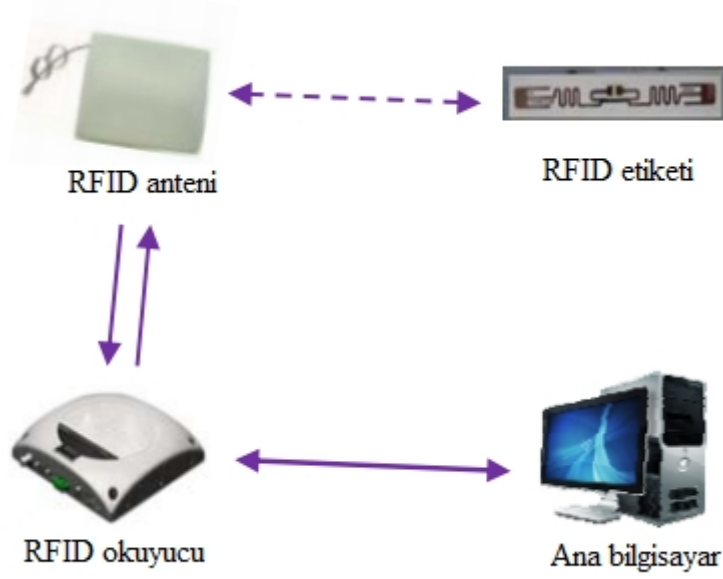 RFID anteni
RFID etiketi
RFID okuyucu
Ana bilgisayar